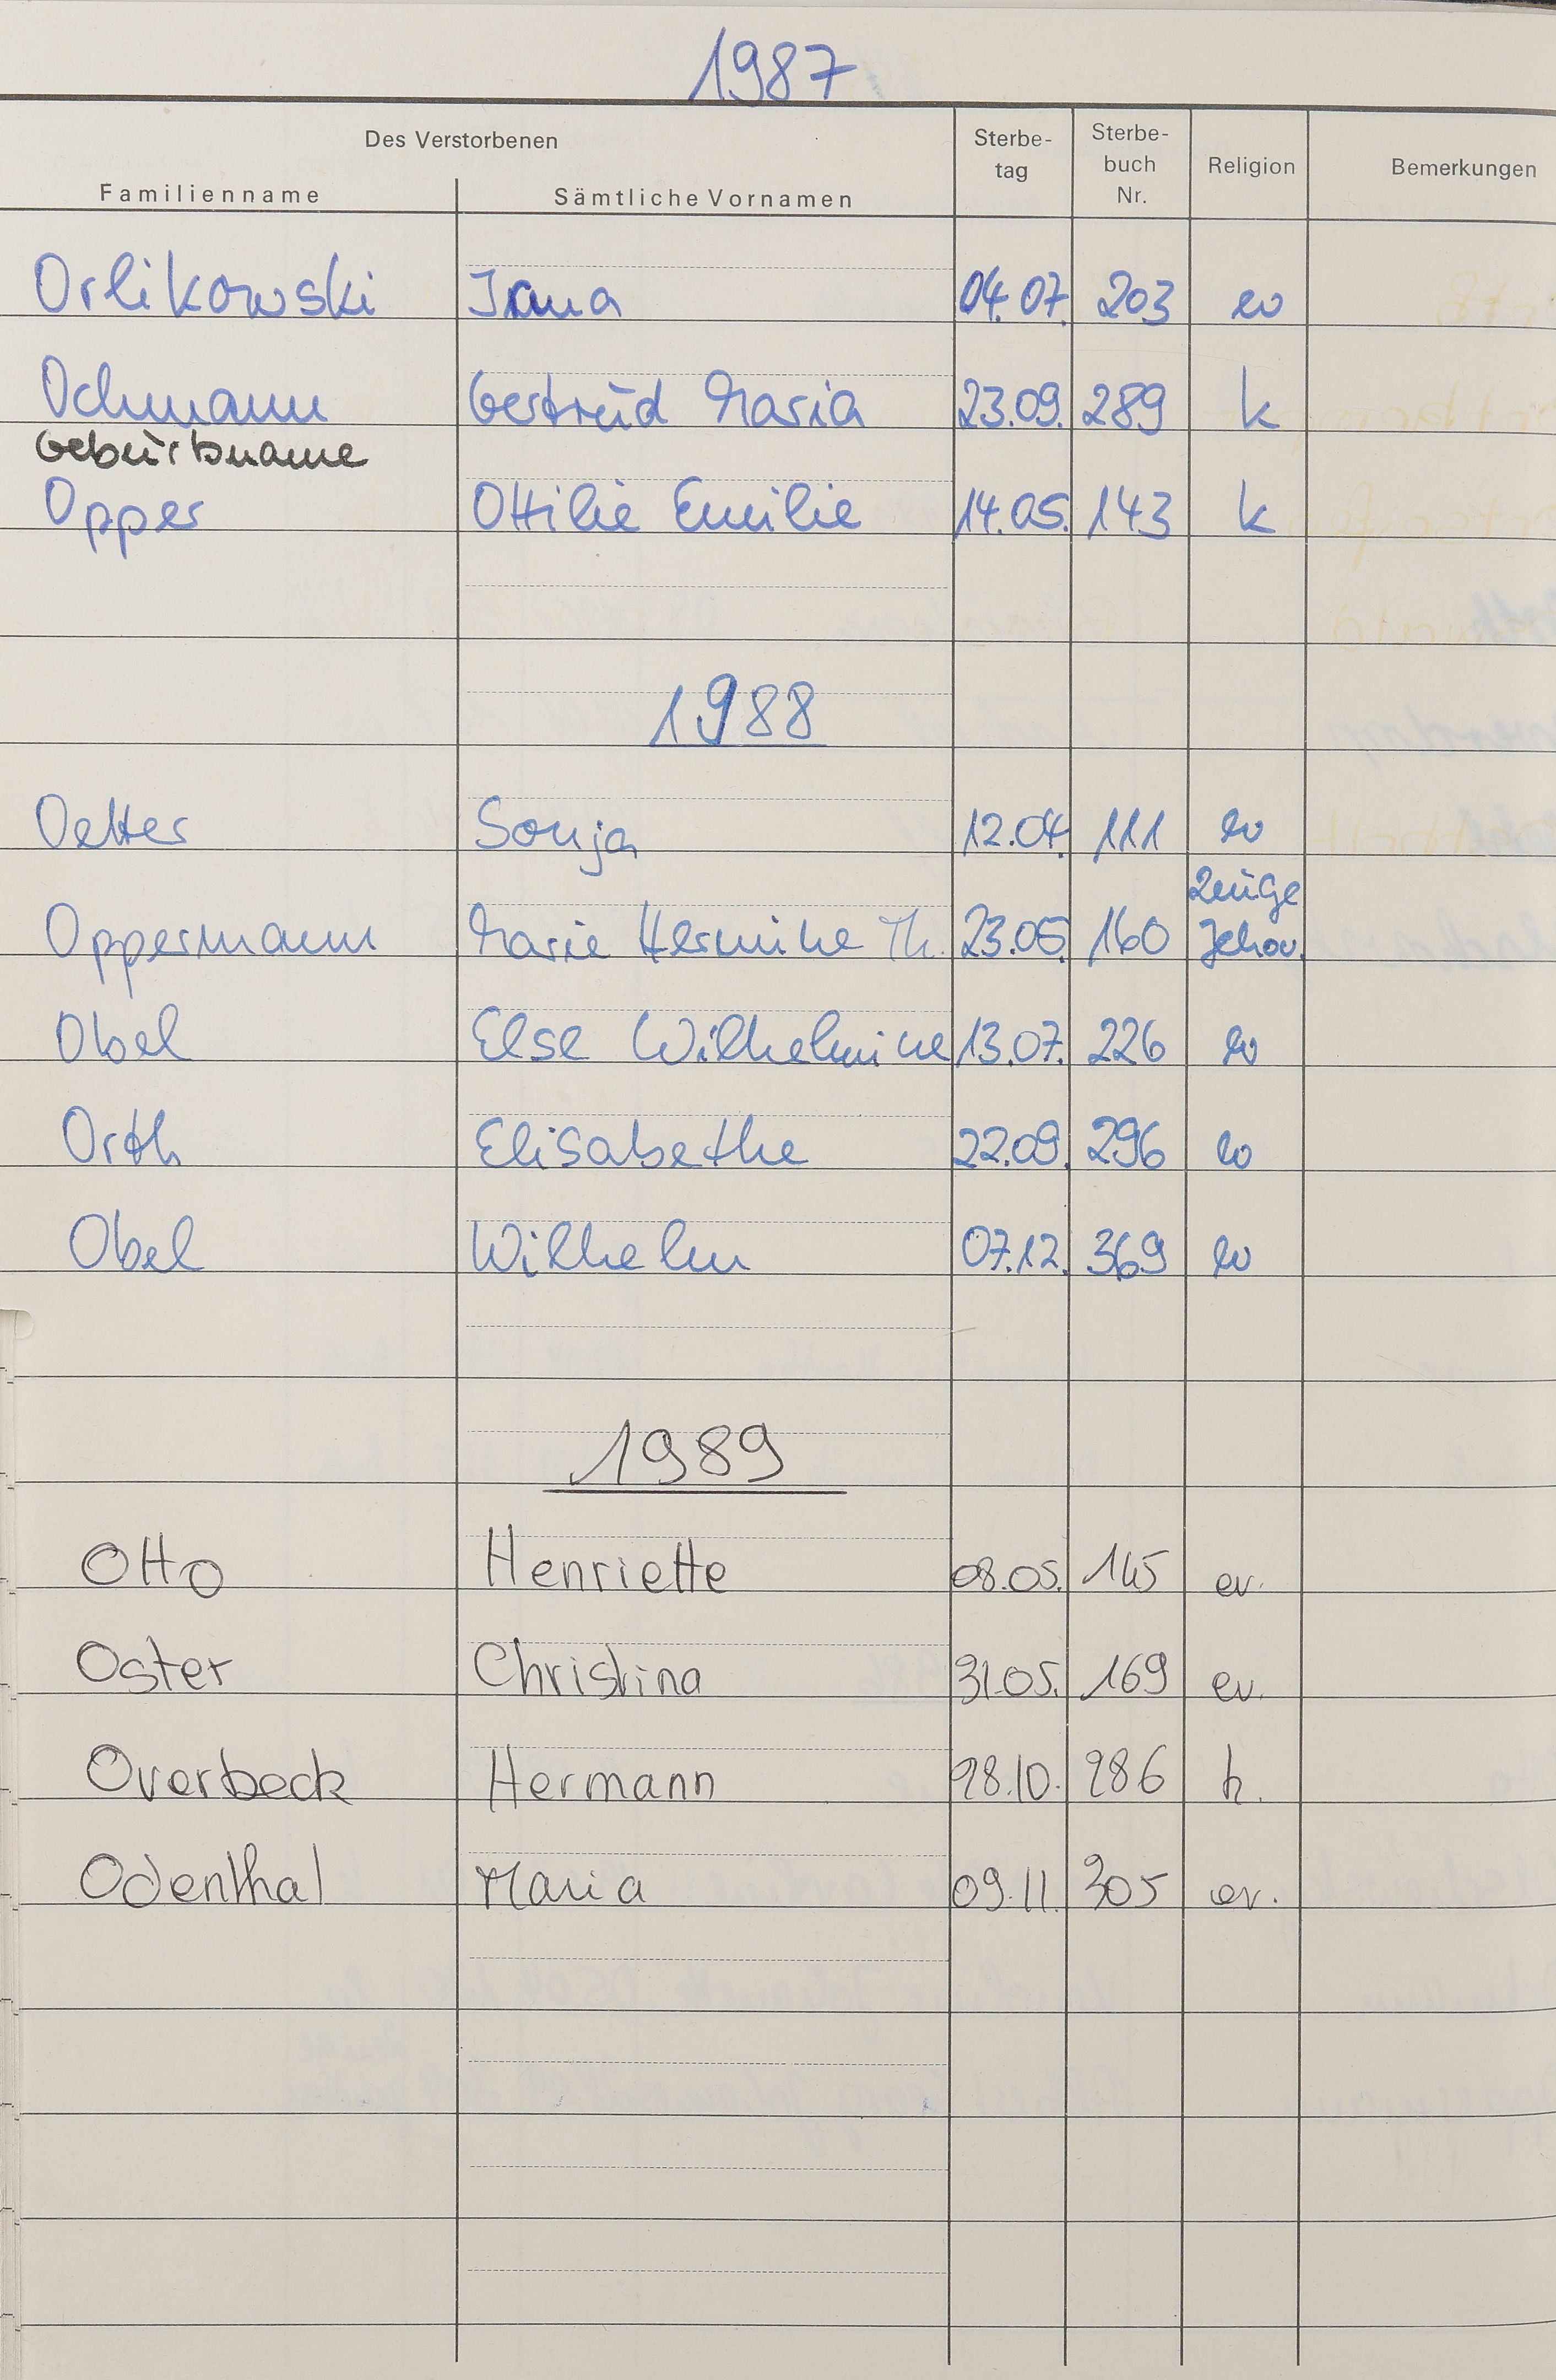 1987
Des Verstorbenen
Familienname Sämtliche Vornamen Sterbe-tag Sterbe-buch Nr. Religion Bemerkungen
Orlikowski 04.07. 203 ev
Ochmann Gertrud Maria 23.09. 289 k
Geburtsname
Opper Ottilie Emilie 14.05. 143 k
1988
Oetter Sonja 12.04. 111 ev
Oppermann Marie Hermine Th. 23.05. 160 Zeuge Jehov.
Obel Else Wilhelmine 13.07. 226 ev
Orth Elisabethe 22.09. 296 ev
Obel Wilhelm 07.12. 369 ev
1989
Otto Henriette 08.05. 145 ev.
Oster Christina 31.05. 169 ev.
Overbeck Hermann 28.10. 286 k.
Odenthal Maria 09.11. 305 ev.